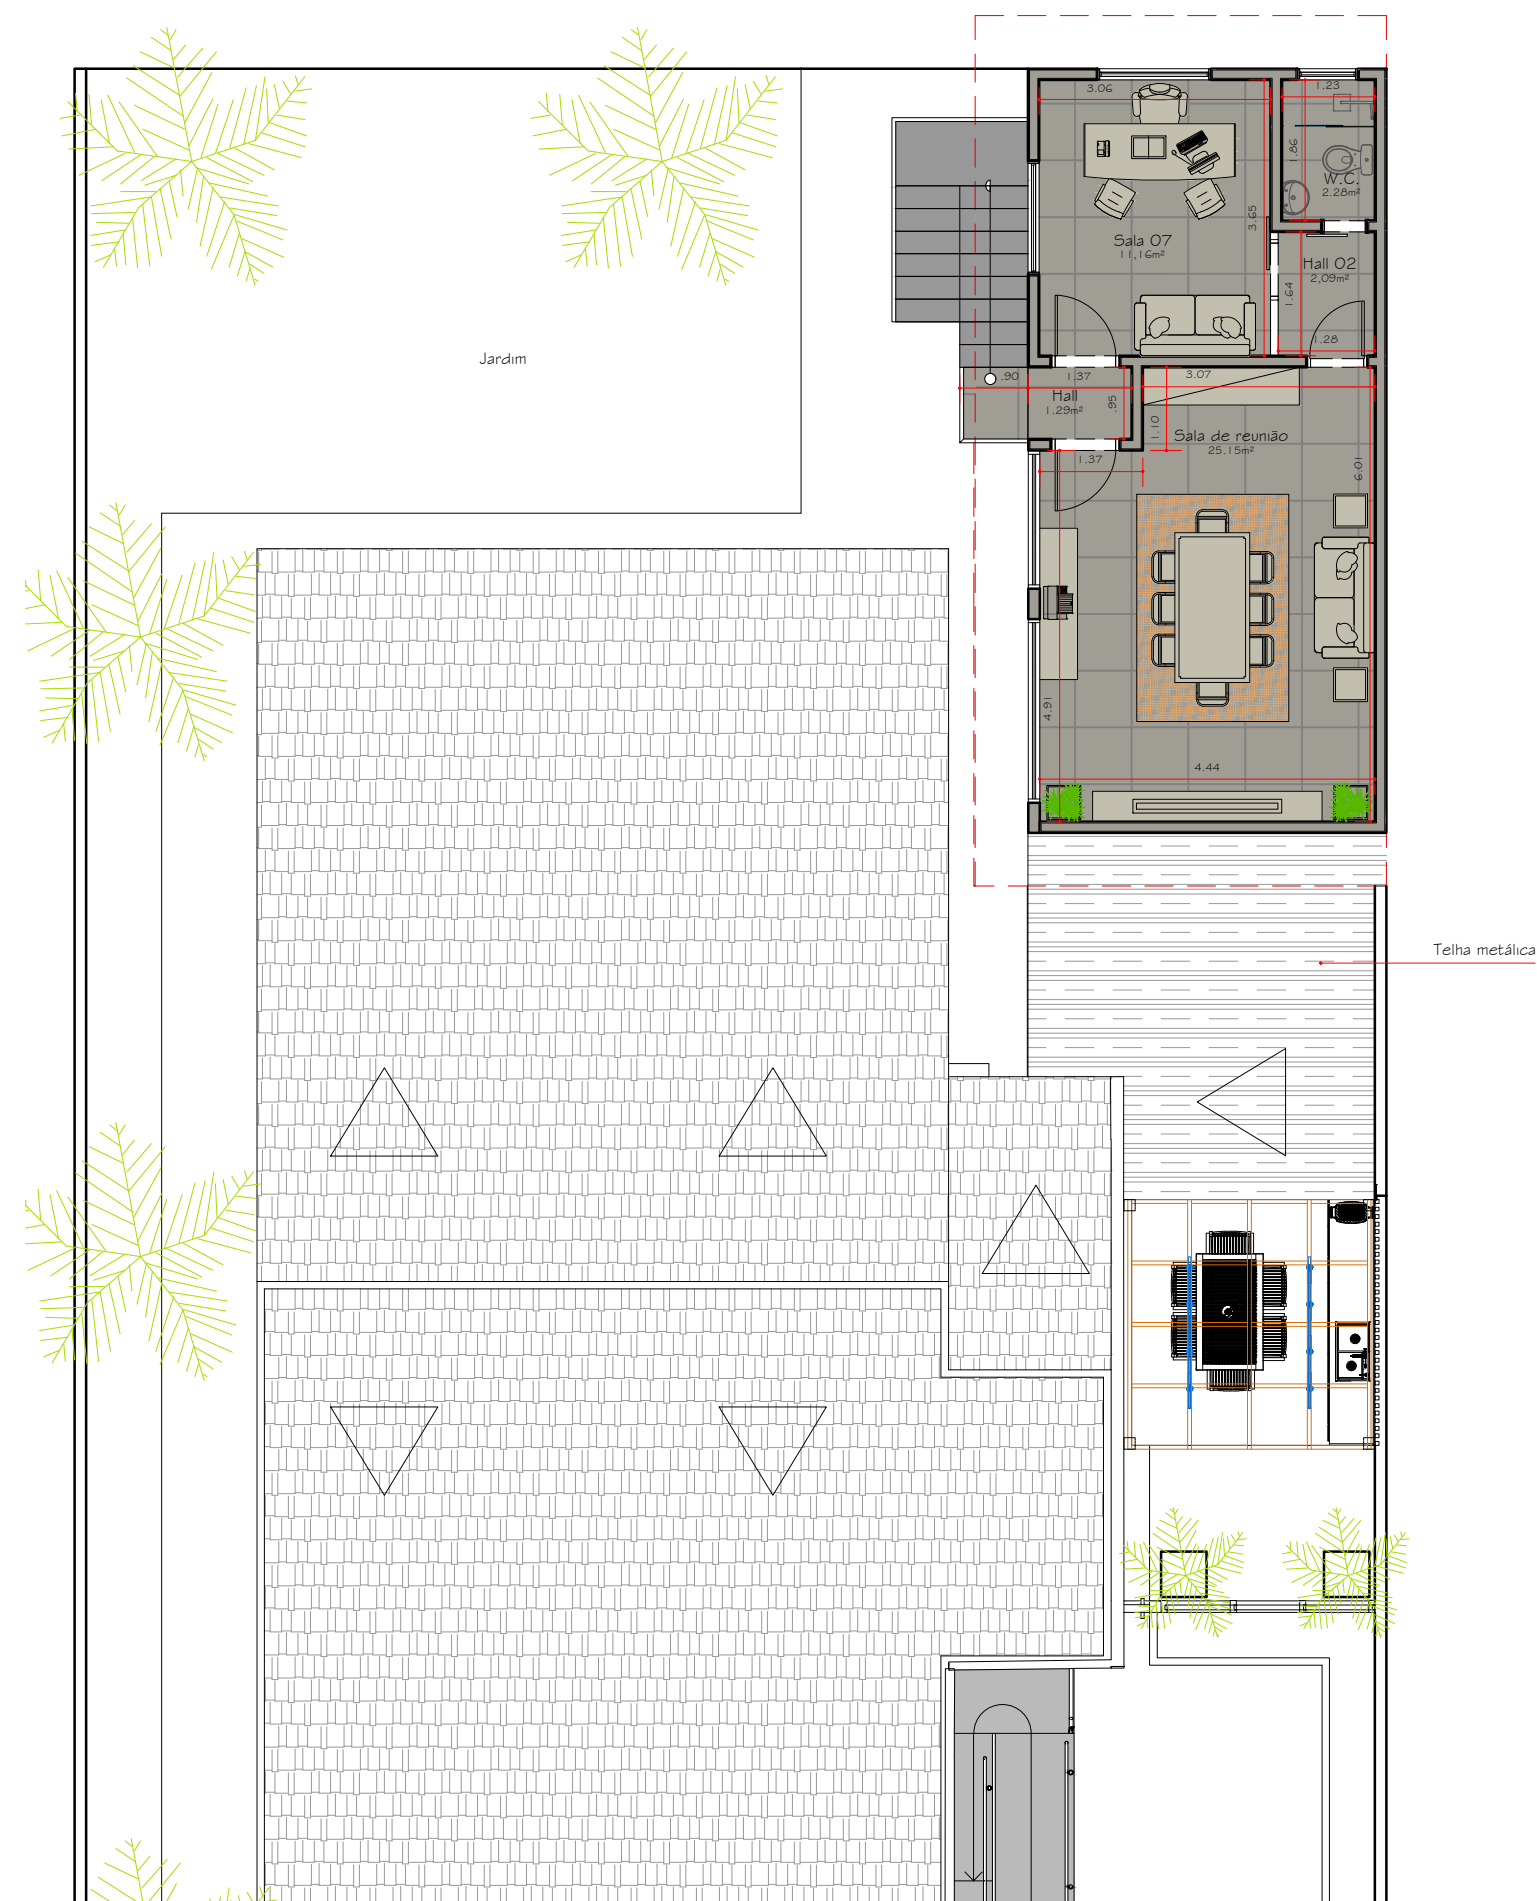 3.06
1.23
1.86
W.C.
2.28m²
3.65
Sala 07
11,16m²
Hall 02
2,09m²
1.64
1.28
Jardim
.90
1.37
3.07
Hall
1.29m²
.95
1.10
Sala de reunião
25.15m²
1.37
6.01
4.91
4.44
Telha metálica